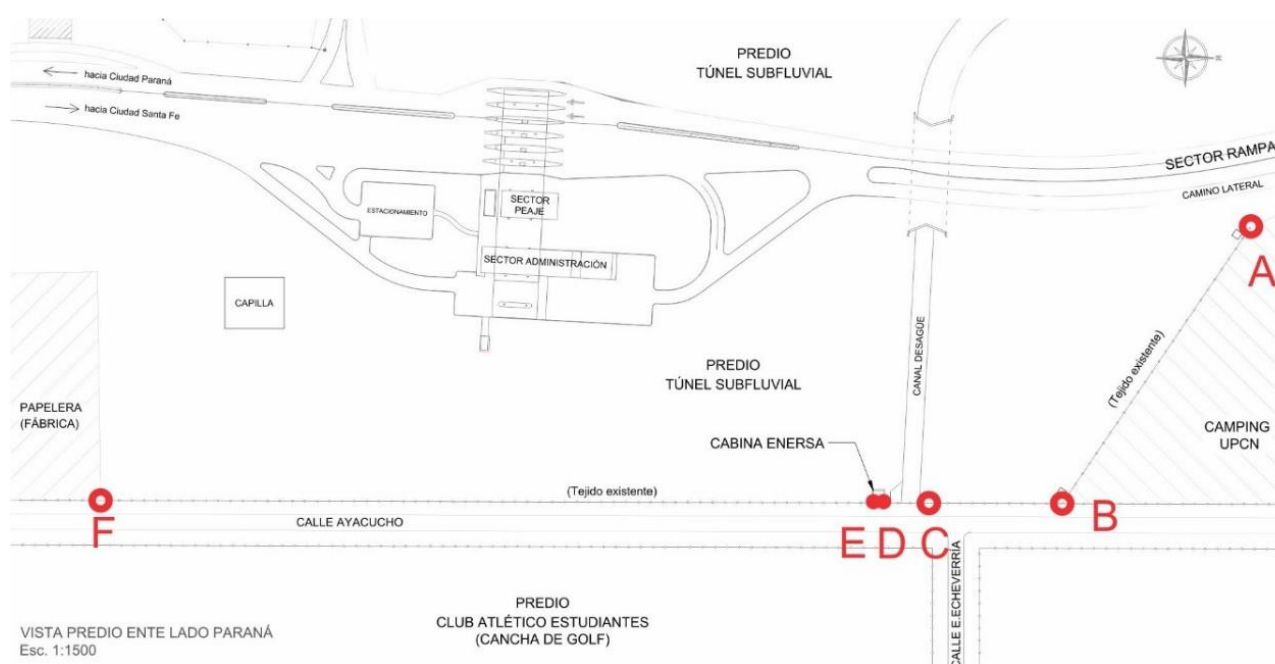 PREDIO
TÚNEL SUBFLUVIAL
hacia Ciudad Paraná
hacia Ciudad Santa Fe
SECTOR RAMPA
CAMINO LATERAL
ESTACIONAMIENTO
SECTOR
PEAJE
SECTOR ADMINISTRACIÓN
CAPILLA
A
CANAL DESAGÜE
(Tejido existente)
PREDIO
TÚNEL SUBFLUVIAL
PAPELERA
(FÁBRICA)
CAMPING
UPCN
CABINA ENERSA
(Tejido existente)
F
CALLE AYACUCHO
E
D
C
B
CALLE E.ECHEVERRÍA
PREDIO
CLUB ATLÉTICO ESTUDIANTES
(CANCHA DE GOLF)
VISTA PREDIO ENTE LADO PARANÁ
Esc. 1:1500